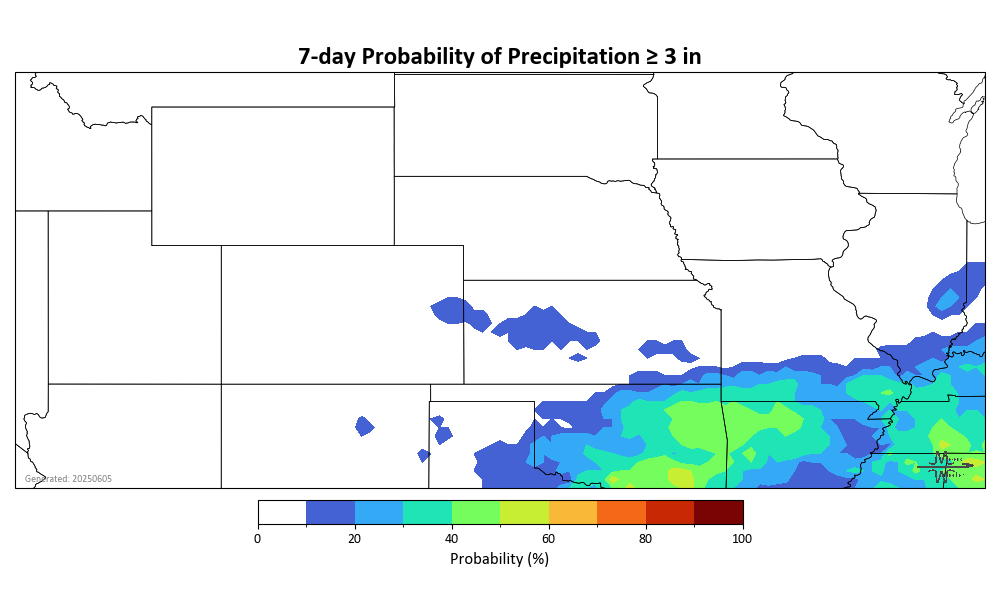 7-day Probability of Precipitation ≥ 3 in
Generated: 20250605
0 20 40 60 80 100
Probability (%)